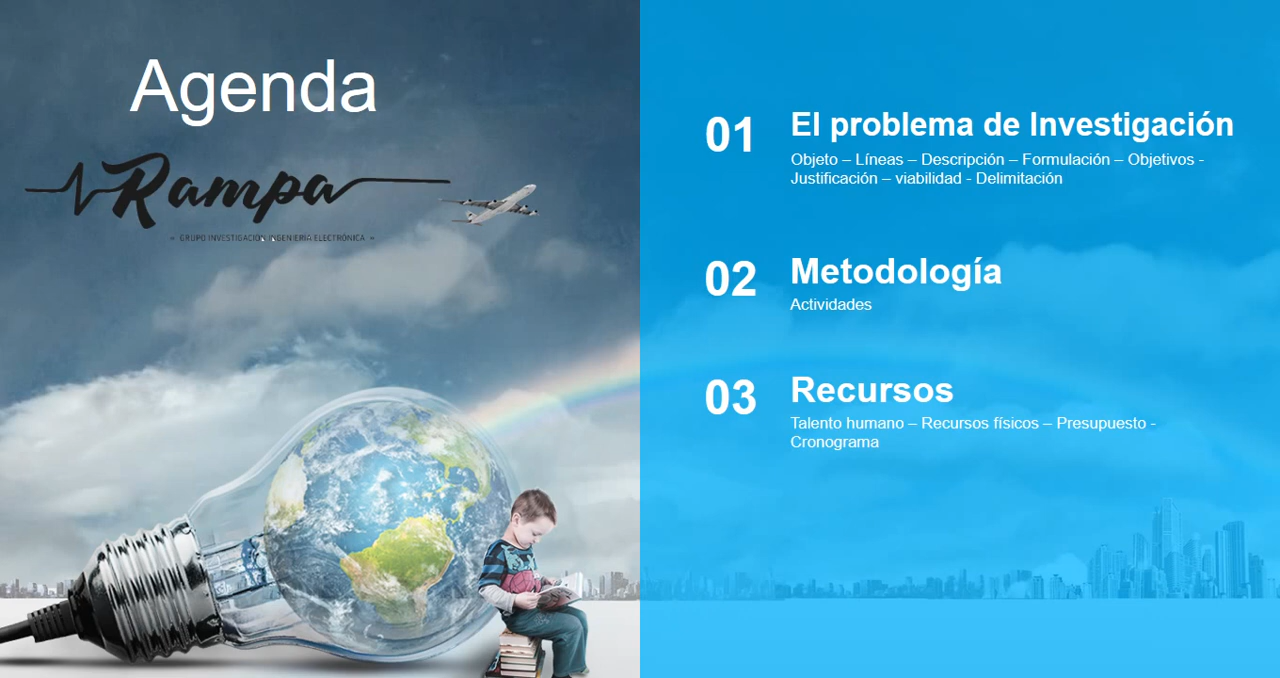 Agenda
Rampa
- GRUPO INVESTIGACIÓN INGENIERÍA ELECTRÓNICA -
01
El problema de Investigación
Objeto – Líneas – Descripción – Formulación – Objetivos -
Justificación – viabilidad - Delimitación
02
Metodología
Actividades
03
Recursos
Talento humano – Recursos físicos – Presupuesto -
Cronograma